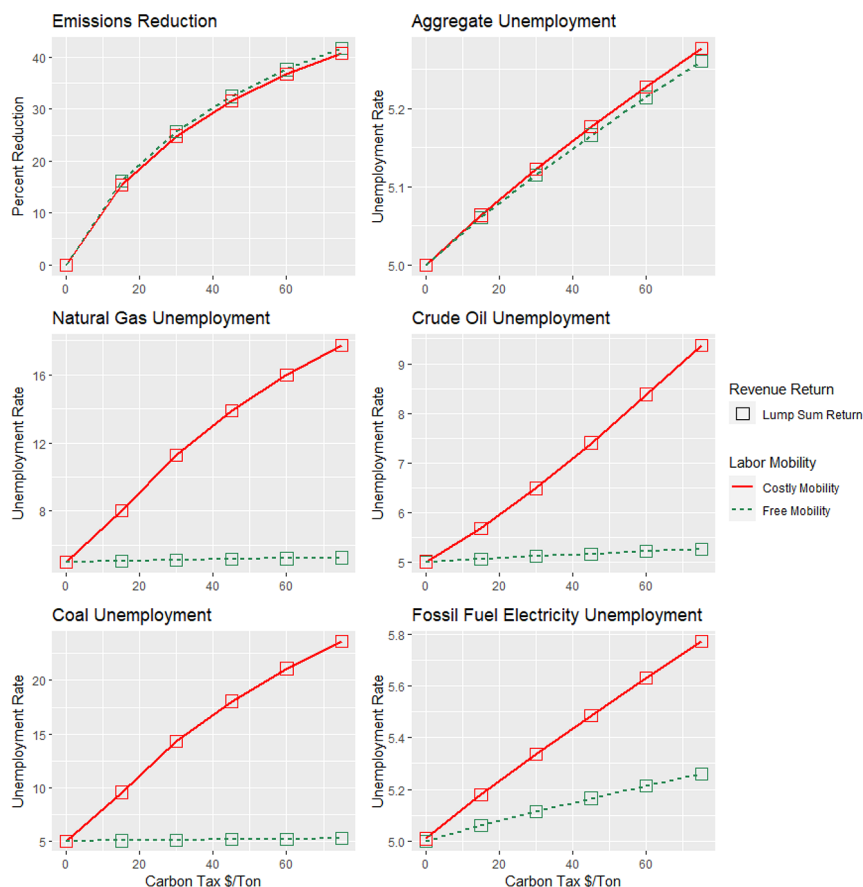 Emissions Reduction
Percent Reduction
40
30
20
10
0
0 20 40 60
Aggregate Unemployment
Unemployment Rate
5.2
5.1
5.0
0 20 40 60
Natural Gas Unemployment
Unemployment Rate
16
12
8
0 20 40 60
Crude Oil Unemployment
Unemployment Rate
9
8
7
6
5
0 20 40 60
Revenue Return
Lump Sum Return
Labor Mobility
Costly Mobility
Free Mobility
Coal Unemployment
Unemployment Rate
20
15
10
5
0 20 40 60
Carbon Tax $/Ton
Fossil Fuel Electricity Unemployment
Unemployment Rate
5.8
5.6
5.4
5.2
5.0
0 20 40 60
Carbon Tax $/Ton